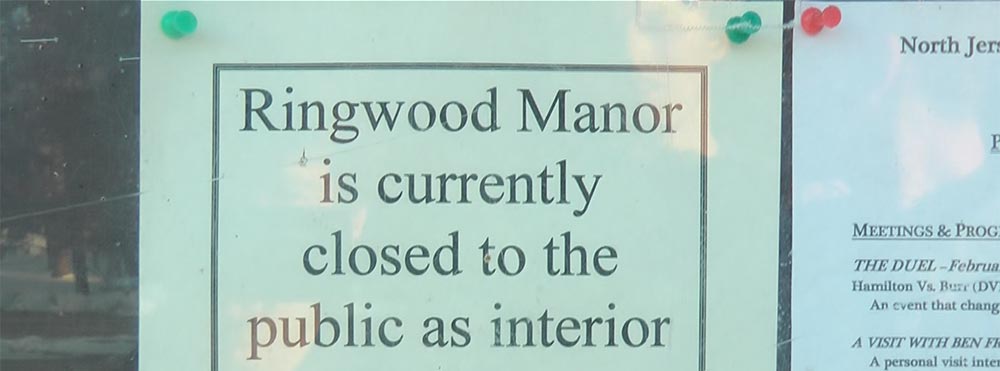 Ringwood Manor
is currently
closed to the
public as interior
North Jers
P
MEETINGS & PROG
THE DUEL – Februa
Hamilton Vs. Burr (DV
An event that chang
A VISIT WITH BEN FR
A personal visit inter